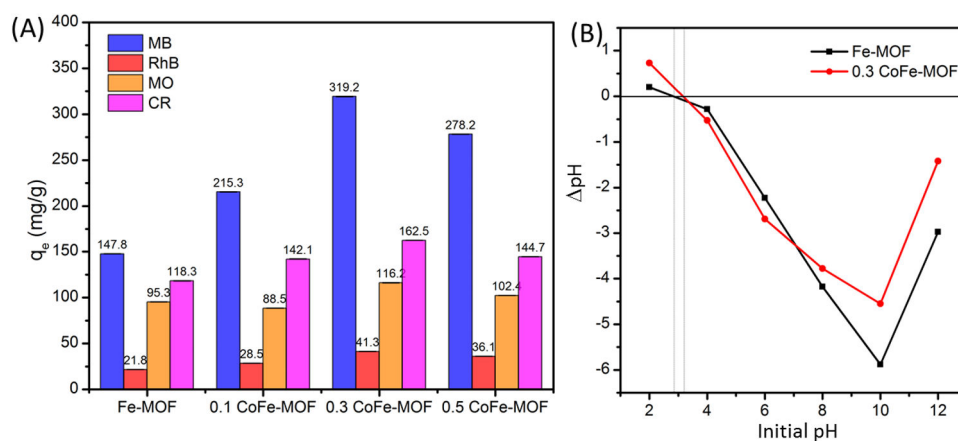 (A)
400
350
300
250
200
150
100
50
0
qe (mg/g)
MB
RhB
MO
CR
147.8
21.8
95.3
118.3
215.3
28.5
88.5
142.1
319.2
41.3
116.2
162.5
278.2
36.1
102.4
144.7
Fe-MOF 0.1 CoFe-MOF 0.3 CoFe-MOF 0.5 CoFe-MOF
(B)
1
0
-1
-2
-3
-4
-5
-6
ΔpH
Fe-MOF
0.3 CoFe-MOF
2 4 6 8 10 12
Initial pH